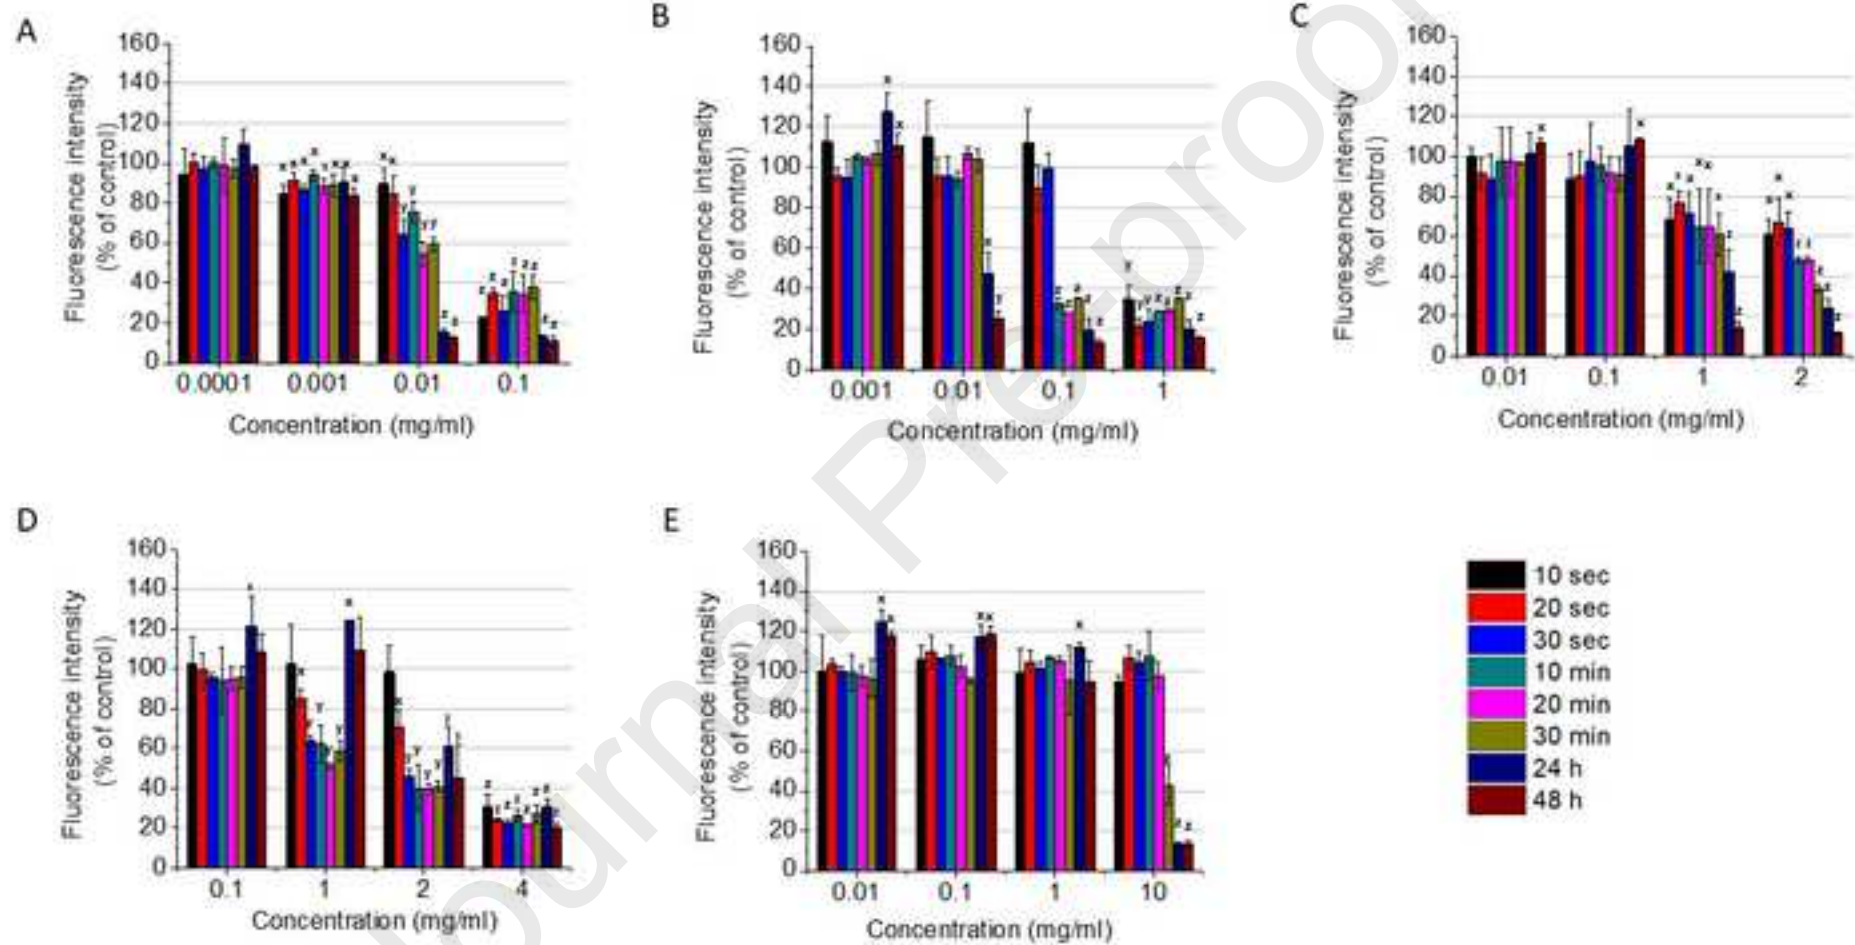 A
160
140
120
100
80
60
40
20
0
Fluorescence intensity
(% of control)
0.0001 0.001 0.01 0.1
Concentration (mg/ml)
B
160
140
120
100
80
60
40
20
0
Fluorescence intensity
(% of control)
0.001 0.01 0.1 1
Concentration (mg/ml)
C
160
140
120
100
80
60
40
20
0
Fluorescence intensity
(% of control)
0.01 0.1 1 2
Concentration (mg/ml)
D
160
140
120
100
80
60
40
20
0
Fluorescence intensity
(% of control)
0.1 1 2 4
Concentration (mg/ml)
E
160
140
120
100
80
60
40
20
0
Fluorescence intensity
(% of control)
0.01 0.1 1 10
Concentration (mg/ml)
10 sec
20 sec
30 sec
10 min
20 min
30 min
24 h
48 h
Journal Pre-proof